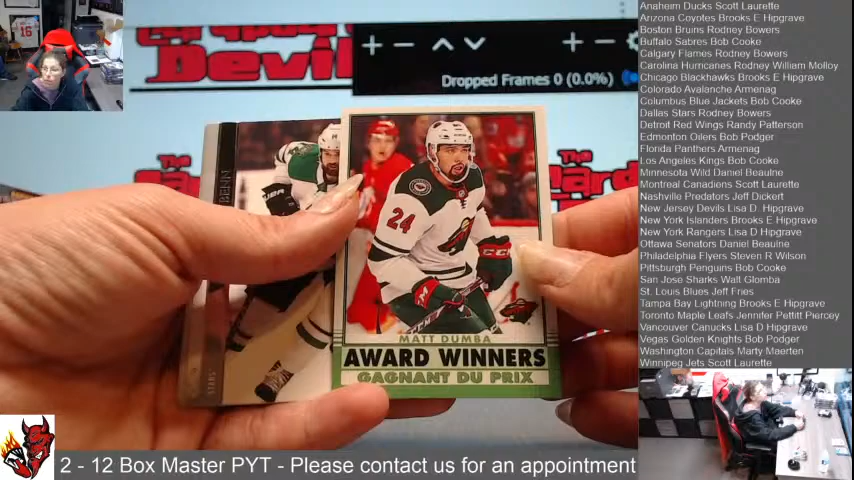 Devils
The
The
Dropped Frames 0 (0.0%)
16
BENN
STARS
24
MATT DUMBA
AWARD WINNERS
GAGNANT DU PRIX
Anaheim Ducks Scott Laurette
Arizona Coyotes Brooks E Hipgrave
Boston Bruins Rodney Bowers
Buffalo Sabres Bob Cooke
Calgary Flames Rodney Bowers
Carolina Hurricanes Rodney William Molloy
Chicago Blackhawks Brooks E Hipgrave
Colorado Avalanche Armenag
Columbus Blue Jackets Bob Cooke
Dallas Stars Rodney Bowers
Detroit Red Wings Randy Patterson
Edmonton Oilers Bob Podger
Florida Panthers Armenag
Los Angeles Kings Bob Cooke
Minnesota Wild Daniel Beaulne
Montreal Canadiens Scott Laurette
Nashville Predators Jeff Dickert
New Jersey Devils Lisa D. Hipgrave
New York Islanders Brooks E Hipgrave
New York Rangers Lisa D Hipgrave
Ottawa Senators Daniel Beaulne
Philadelphia Flyers Steven R Wilson
Pittsburgh Penguins Bob Cooke
San Jose Sharks Walt Glomba
St. Louis Blues Jeff Fries
Tampa Bay Lightning Brooks E Hipgrave
Toronto Maple Leafs Jennifer Pettitt Piercey
Vancouver Canucks Lisa D Hipgrave
Vegas Golden Knights Bob Podger
Washington Capitals Marty Maerten
Winnipeg Jets Scott Laurette
2 - 12 Box Master PYT - Please contact us for an appointment